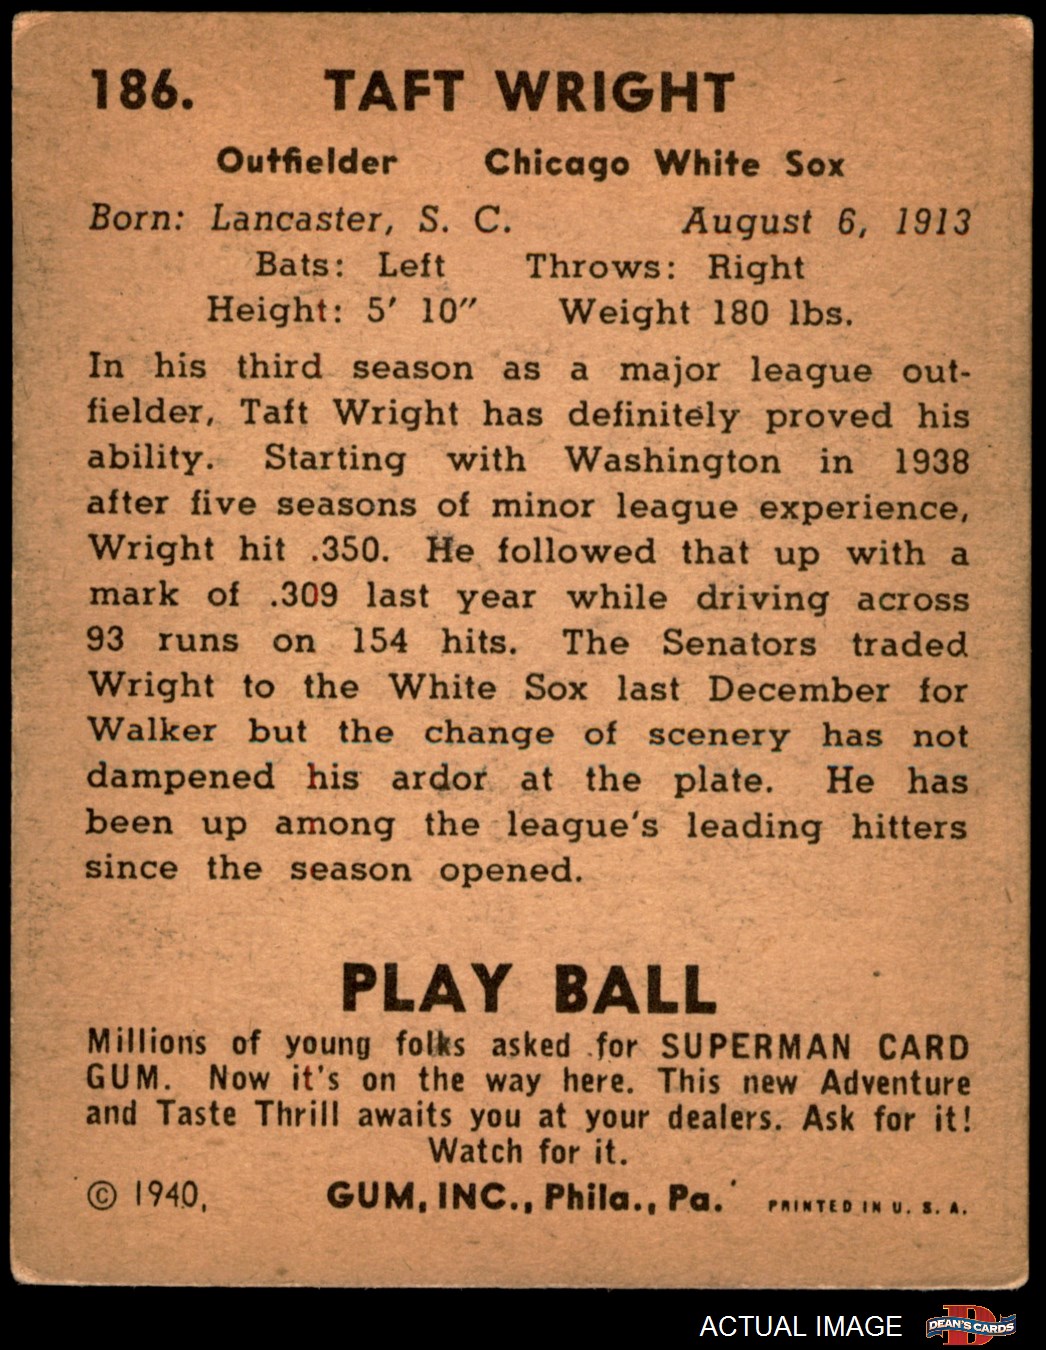 186. TAFT WRIGHT
Outfielder Chicago White Sox
Born: Lancaster, S. C. August 6, 1913
Bats: Left Throws: Right
Height: 5' 10" Weight 180 lbs.
In his third season as a major league out-
fielder, Taft Wright has definitely proved his
ability. Starting with Washington in 1938
after five seasons of minor league experience,
Wright hit .350. He followed that up with a
mark of .309 last year while driving across
93 runs on 154 hits. The Senators traded
Wright to the White Sox last December for
Walker but the change of scenery has not
dampened his ardor at the plate. He has
been up among the league's leading hitters
since the season opened.
PLAY BALL
Millions of young folks asked for SUPERMAN CARD
GUM. Now it's on the way here. This new Adventure
and Taste Thrill awaits you at your dealers. Ask for it!
Watch for it.
© 1940, GUM, INC., Phila., Pa. PRINTED IN U. S. A.
ACTUAL IMAGE D DEAN'S CARDS